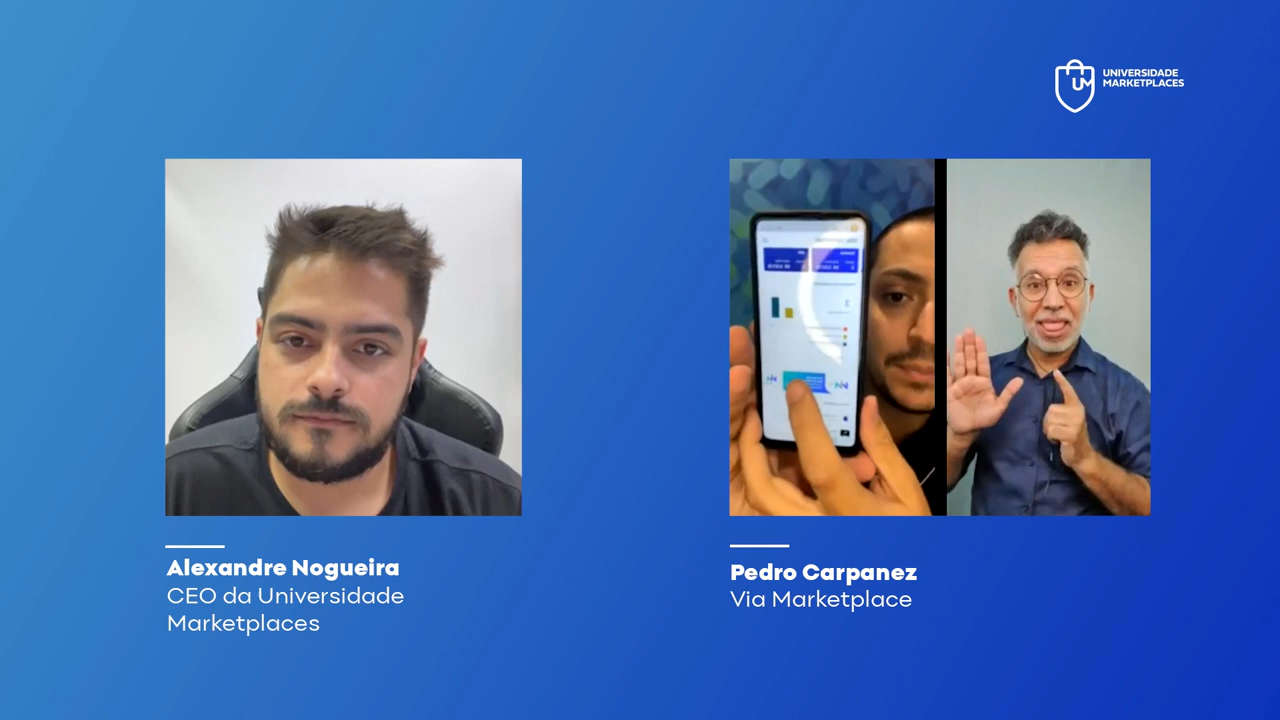 UNIVERSIDADE
MARKETPLACES
Alexandre Nogueira
CEO da Universidade
Marketplaces
Pedro Carpanez
Via Marketplace